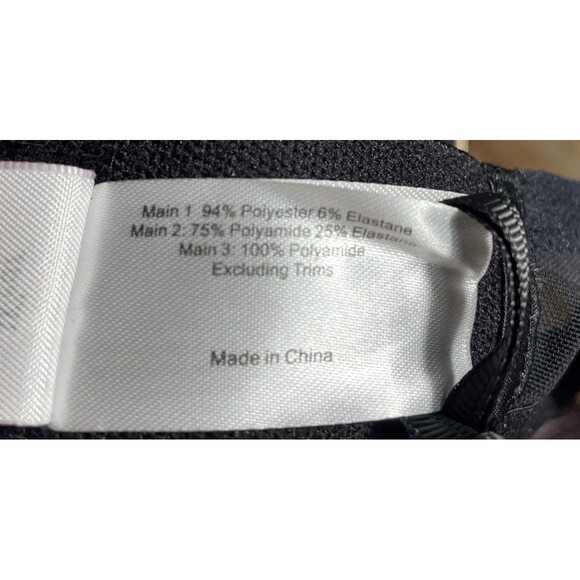 Main 1 94% Polyester 6% Elastane
Main 2: 75% Polyamide 25% Elastane
Main 3: 100% Polyamide
Excluding Trims
Made in China